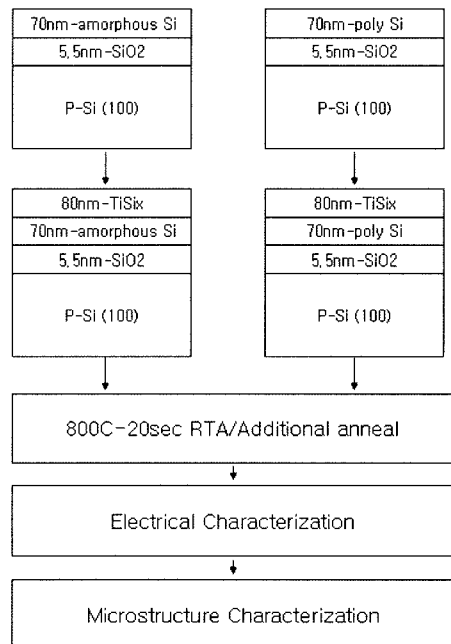 70nm-amorphous Si
5,5nm-SiO2
P-Si (100)
70nm-poly Si
5,5nm-SiO2
P-Si (100)
80nm-TiSix
70nm-amorphous Si
5,5nm-SiO2
P-Si (100)
80nm-TiSix
70nm-poly Si
5,5nm-SiO2
P-Si (100)
800C-20sec RTA/Additional anneal
Electrical Characterization
Microstructure Characterization